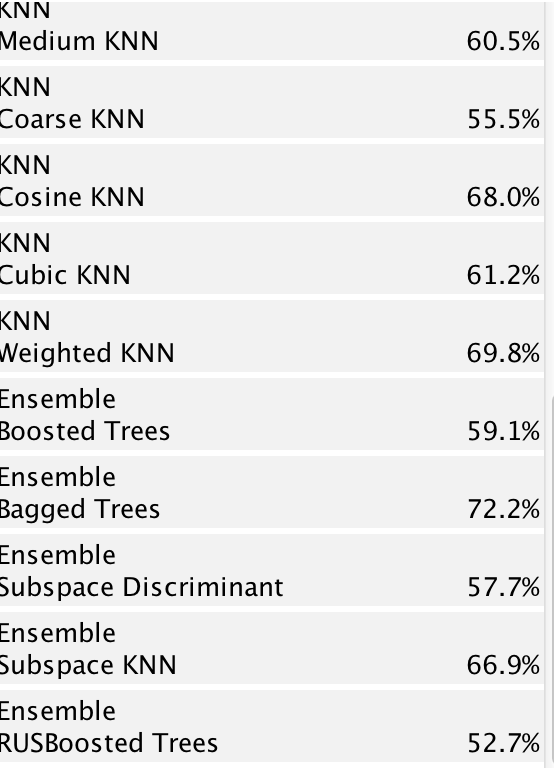 KNN
Medium KNN 60.5%
KNN
Coarse KNN 55.5%
KNN
Cosine KNN 68.0%
KNN
Cubic KNN 61.2%
KNN
Weighted KNN 69.8%
Ensemble
Boosted Trees 59.1%
Ensemble
Bagged Trees 72.2%
Ensemble
Subspace Discriminant 57.7%
Ensemble
Subspace KNN 66.9%
Ensemble
RUSBoosted Trees 52.7%